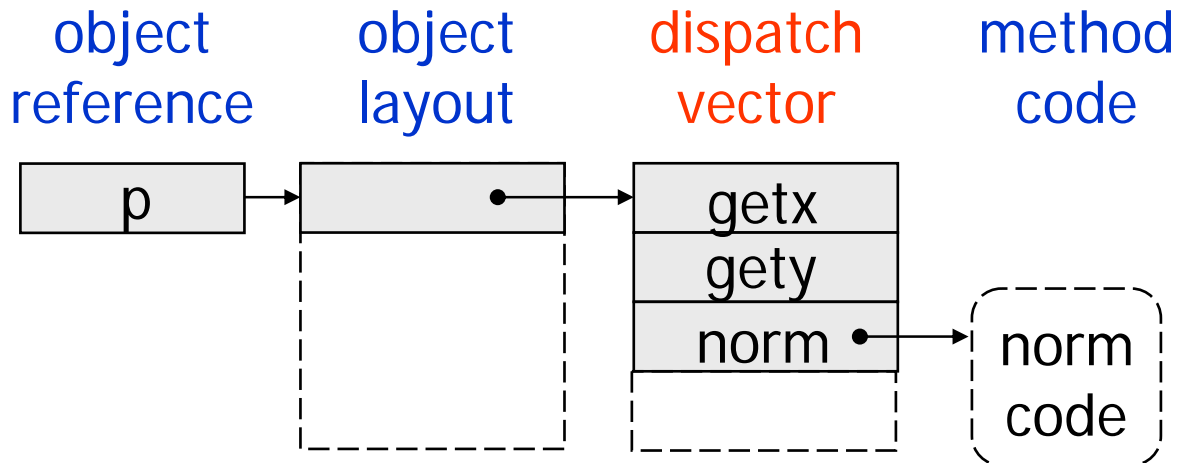 object reference
object layout
dispatch vector
method code
p
getx
gety
norm
norm
code